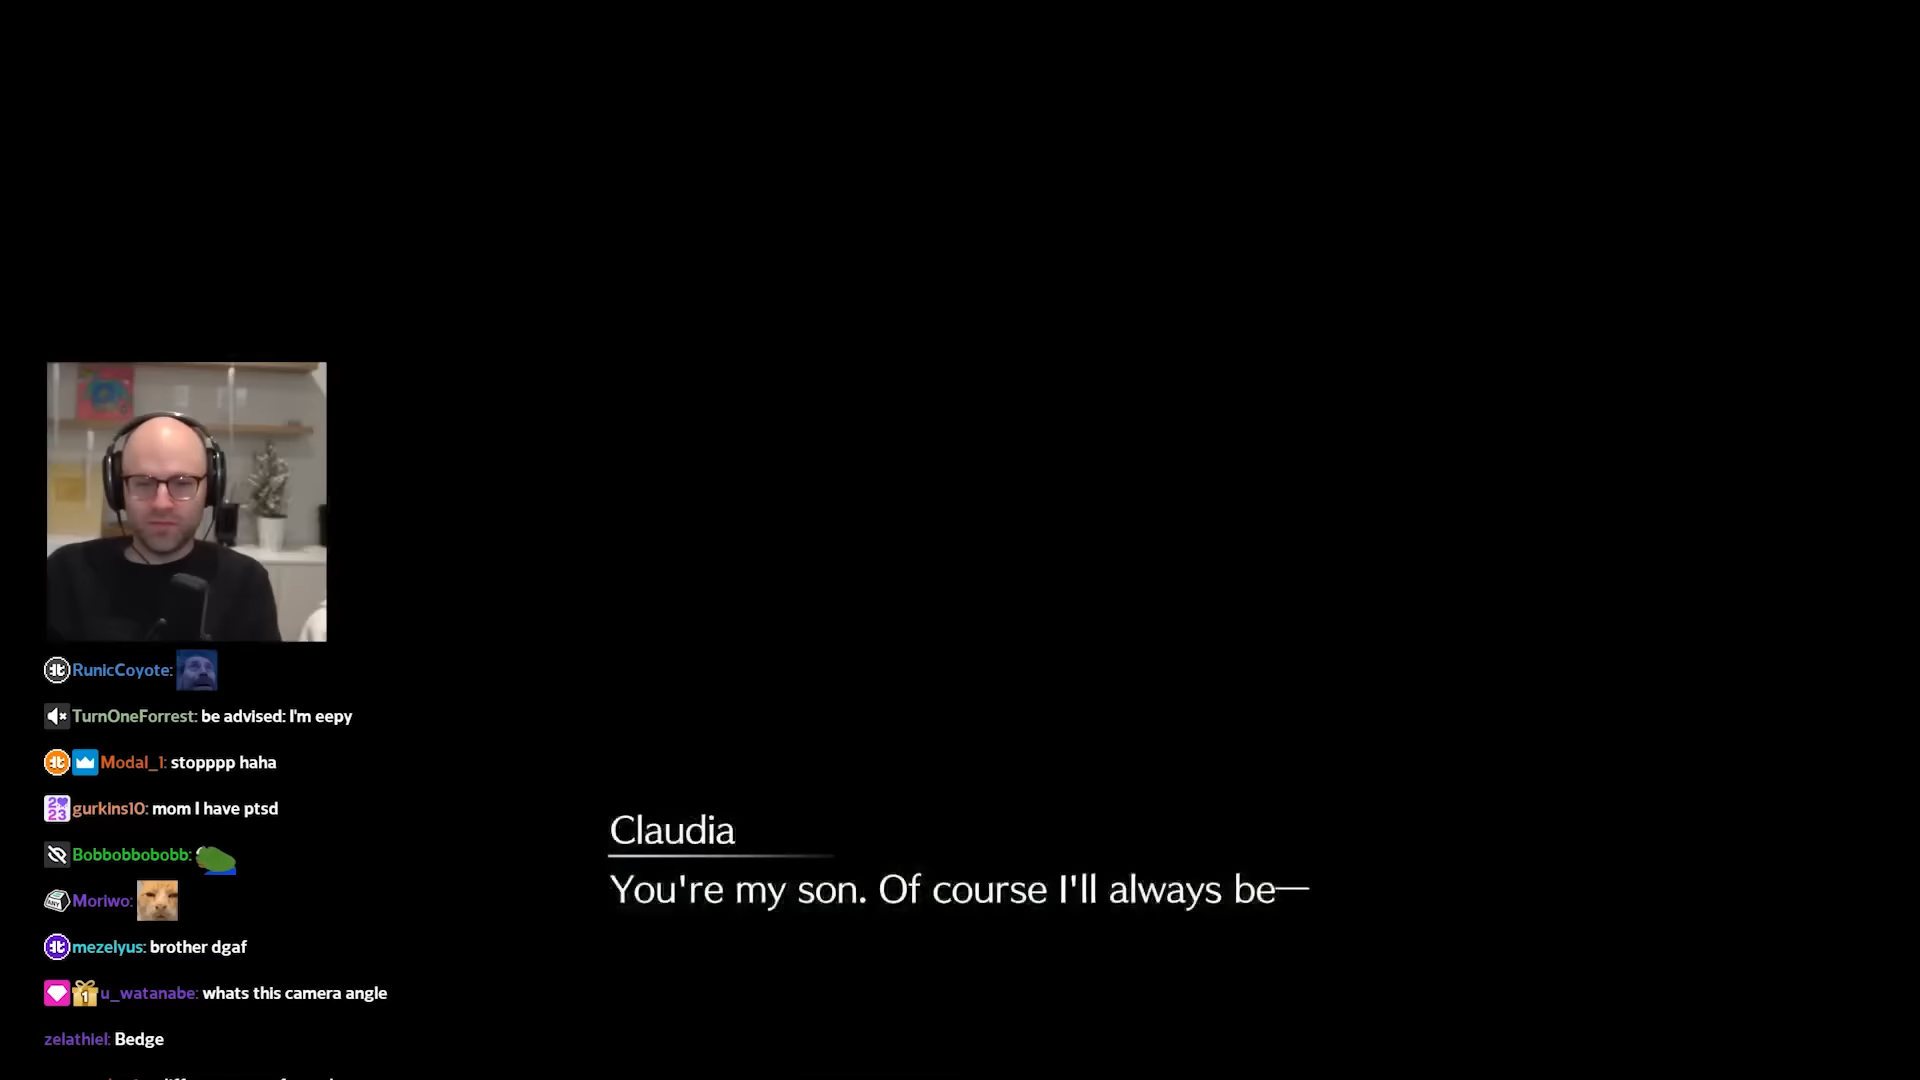 RunicCoyote:
TurnOneForrest: be advised: I'm eepy
Modal_1: stopppp haha
gurkins10: mom I have ptsd
Bobbobbobobb:
Moriwo:
mezelyus: brother dgaf
u_watanabe: whats this camera angle
zelathiel: Bedge
Claudia
You're my son. Of course I'll always be—